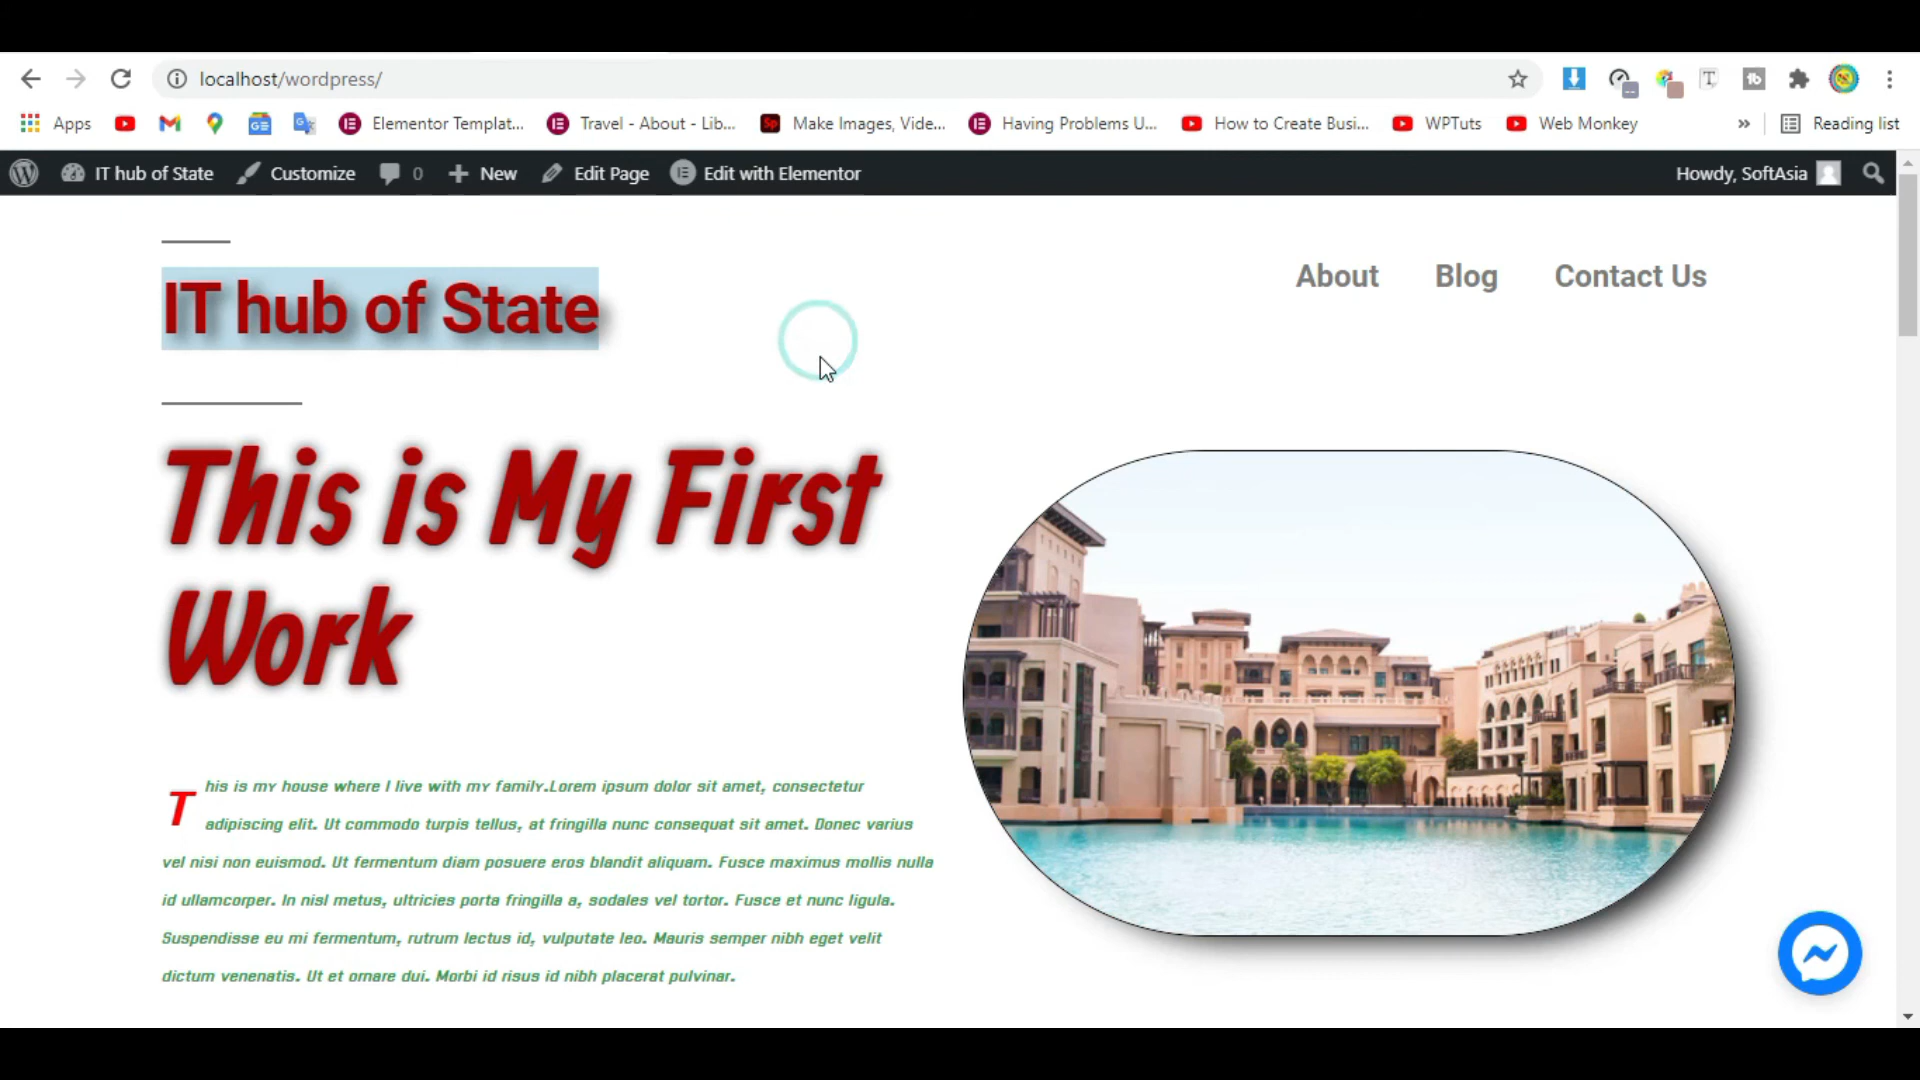 localhost/wordpress/
Apps
Elementor Templat...
Travel - About - Lib...
Sp
Make Images, Vide...
Having Problems U...
How to Create Busi...
WPTuts
Web Monkey
»
Reading list
IT hub of State
Customize
0
New
Edit Page
Edit with Elementor
Howdy, SoftAsia
IT hub of State
About
Blog
Contact Us
This is My First
Work
This is my house where I live with my family.Lorem ipsum dolor sit amet, consectetur
adipiscing elit. Ut commodo turpis tellus, at fringilla nunc consequat sit amet. Donec varius
vel nisi non euismod. Ut fermentum diam posuere eros blandit aliquam. Fusce maximus mollis nulla
id ullamcorper. In nisl metus, ultricies porta fringilla a, sodales vel tortor. Fusce et nunc ligula.
Suspendisse eu mi fermentum, rutrum lectus id, vulputate leo. Mauris semper nibh eget velit
dictum venenatis. Ut et ornare dui. Morbi id risus id nibh placerat pulvinar.